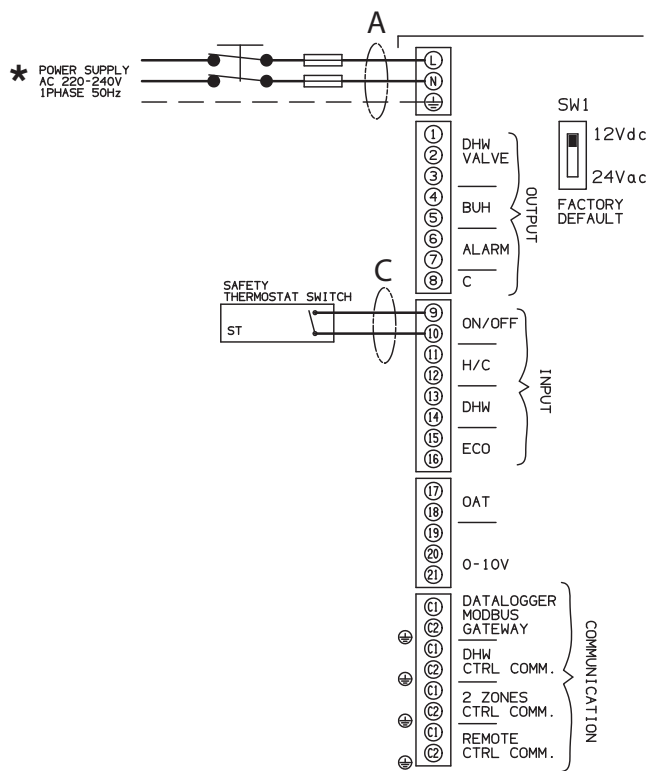 A
*
POWER SUPPLY
AC 220-240V
1PHASE 50Hz
L
N
SW1
12Vdc
24Vac
FACTORY
DEFAULT
1
2
3
DHW
VALVE
4
5
BUH
6
7
ALARM
8
C
OUTPUT
C
SAFETY
THERMOSTAT SWITCH
ST
9
10
ON/OFF
11
12
H/C
13
14
DHW
15
16
ECO
INPUT
17
18
OAT
19
20
21
0-10V
C1
C2
DATALOGGER
MODBUS
GATEWAY
C1
C2
DHW
CTRL COMM.
C1
C2
2 ZONES
CTRL COMM.
C1
C2
REMOTE
CTRL COMM.
COMMUNICATION